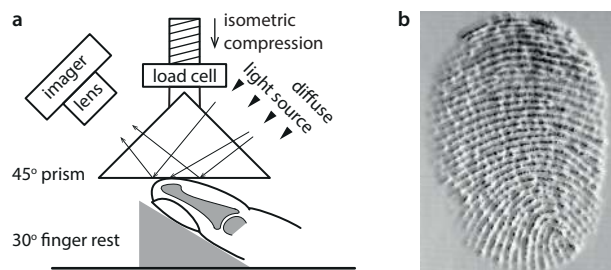 a
isometric
compression
load cell
imager
lens
light source
diffuse
45° prism
30° finger rest
b